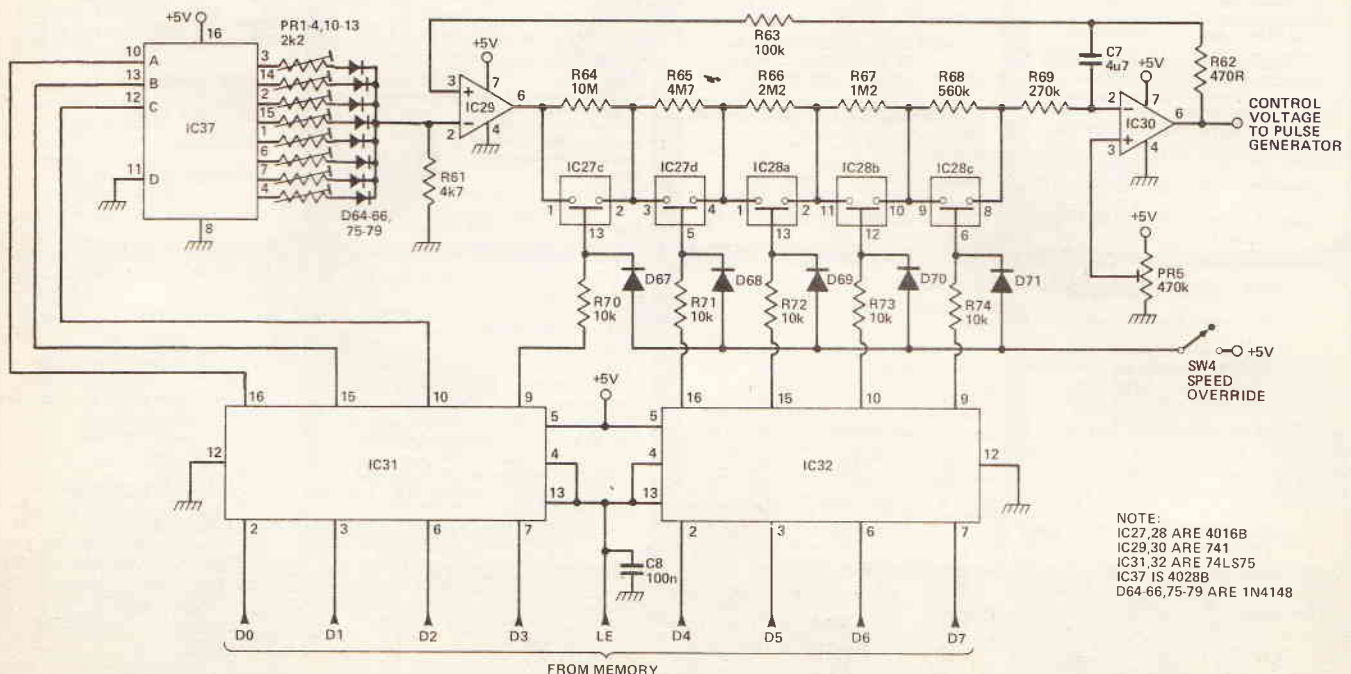 +5V
16
PR1-4,10-13
2k2
10
A
13
B
12
C
11
D
IC37
8
3
14
2
15
1
6
7
4
D64-66,
75-79
R61
4k7
+5V
3
+
7
IC29
6
2
−
4
R63
100k
R64
10M
R65
4M7
R66
2M2
R67
1M2
R68
560k
R69
270k
C7
4u7
R62
470R
+5V
2
−
7
IC30
6
3
+
4
CONTROL
VOLTAGE
TO PULSE
GENERATOR
IC27c
1
2
13
IC27d
3
4
5
IC28a
1
2
13
IC28b
11
10
12
IC28c
9
8
6
+5V
PR5
470k
D67
D68
D69
D70
D71
R70
10k
R71
10k
R72
10k
R73
10k
R74
10k
+5V
SW4
SPEED
OVERRIDE
16
15
10
9
+5V
16
15
10
9
12
IC31
5
4
13
5
4
13
IC32
12
2
3
6
7
C8
100n
2
3
6
7
NOTE:
IC27,28 ARE 4016B
IC29,30 ARE 741
IC31,32 ARE 74LS75
IC37 IS 4028B
D64-66,75-79 ARE 1N4148
D0
D1
D2
D3
LE
D4
D5
D6
D7
FROM MEMORY